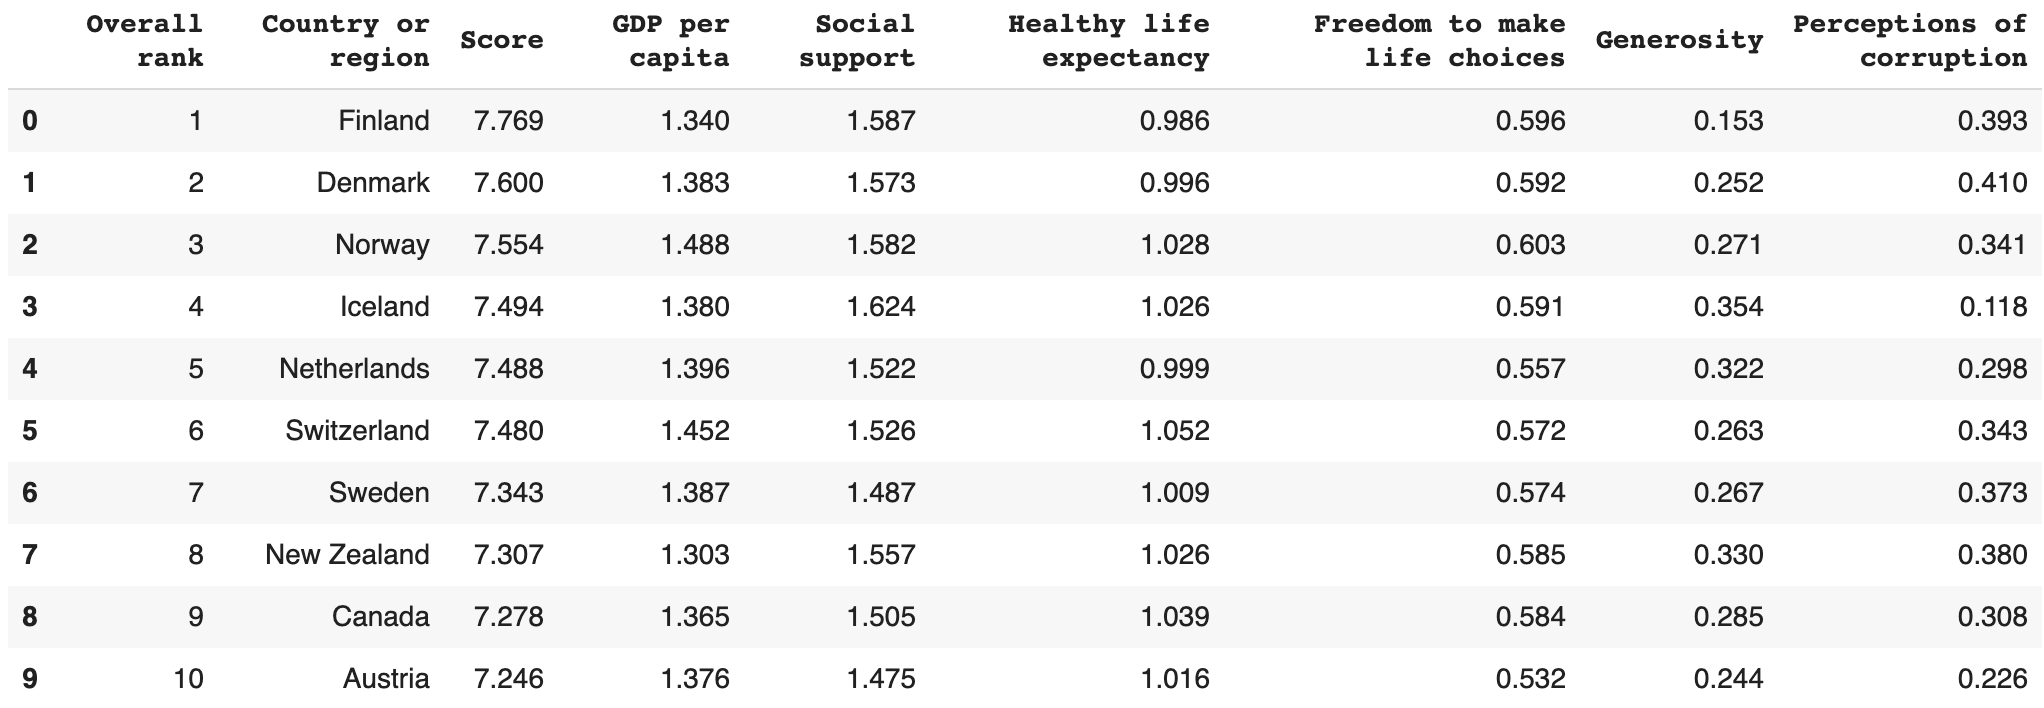 Overall rank Country or region Score GDP per capita Social support Healthy life expectancy Freedom to make life choices Generosity Perceptions of corruption
0 1 Finland 7.769 1.340 1.587 0.986 0.596 0.153 0.393
1 2 Denmark 7.600 1.383 1.573 0.996 0.592 0.252 0.410
2 3 Norway 7.554 1.488 1.582 1.028 0.603 0.271 0.341
3 4 Iceland 7.494 1.380 1.624 1.026 0.591 0.354 0.118
4 5 Netherlands 7.488 1.396 1.522 0.999 0.557 0.322 0.298
5 6 Switzerland 7.480 1.452 1.526 1.052 0.572 0.263 0.343
6 7 Sweden 7.343 1.387 1.487 1.009 0.574 0.267 0.373
7 8 New Zealand 7.307 1.303 1.557 1.026 0.585 0.330 0.380
8 9 Canada 7.278 1.365 1.505 1.039 0.584 0.285 0.308
9 10 Austria 7.246 1.376 1.475 1.016 0.532 0.244 0.226